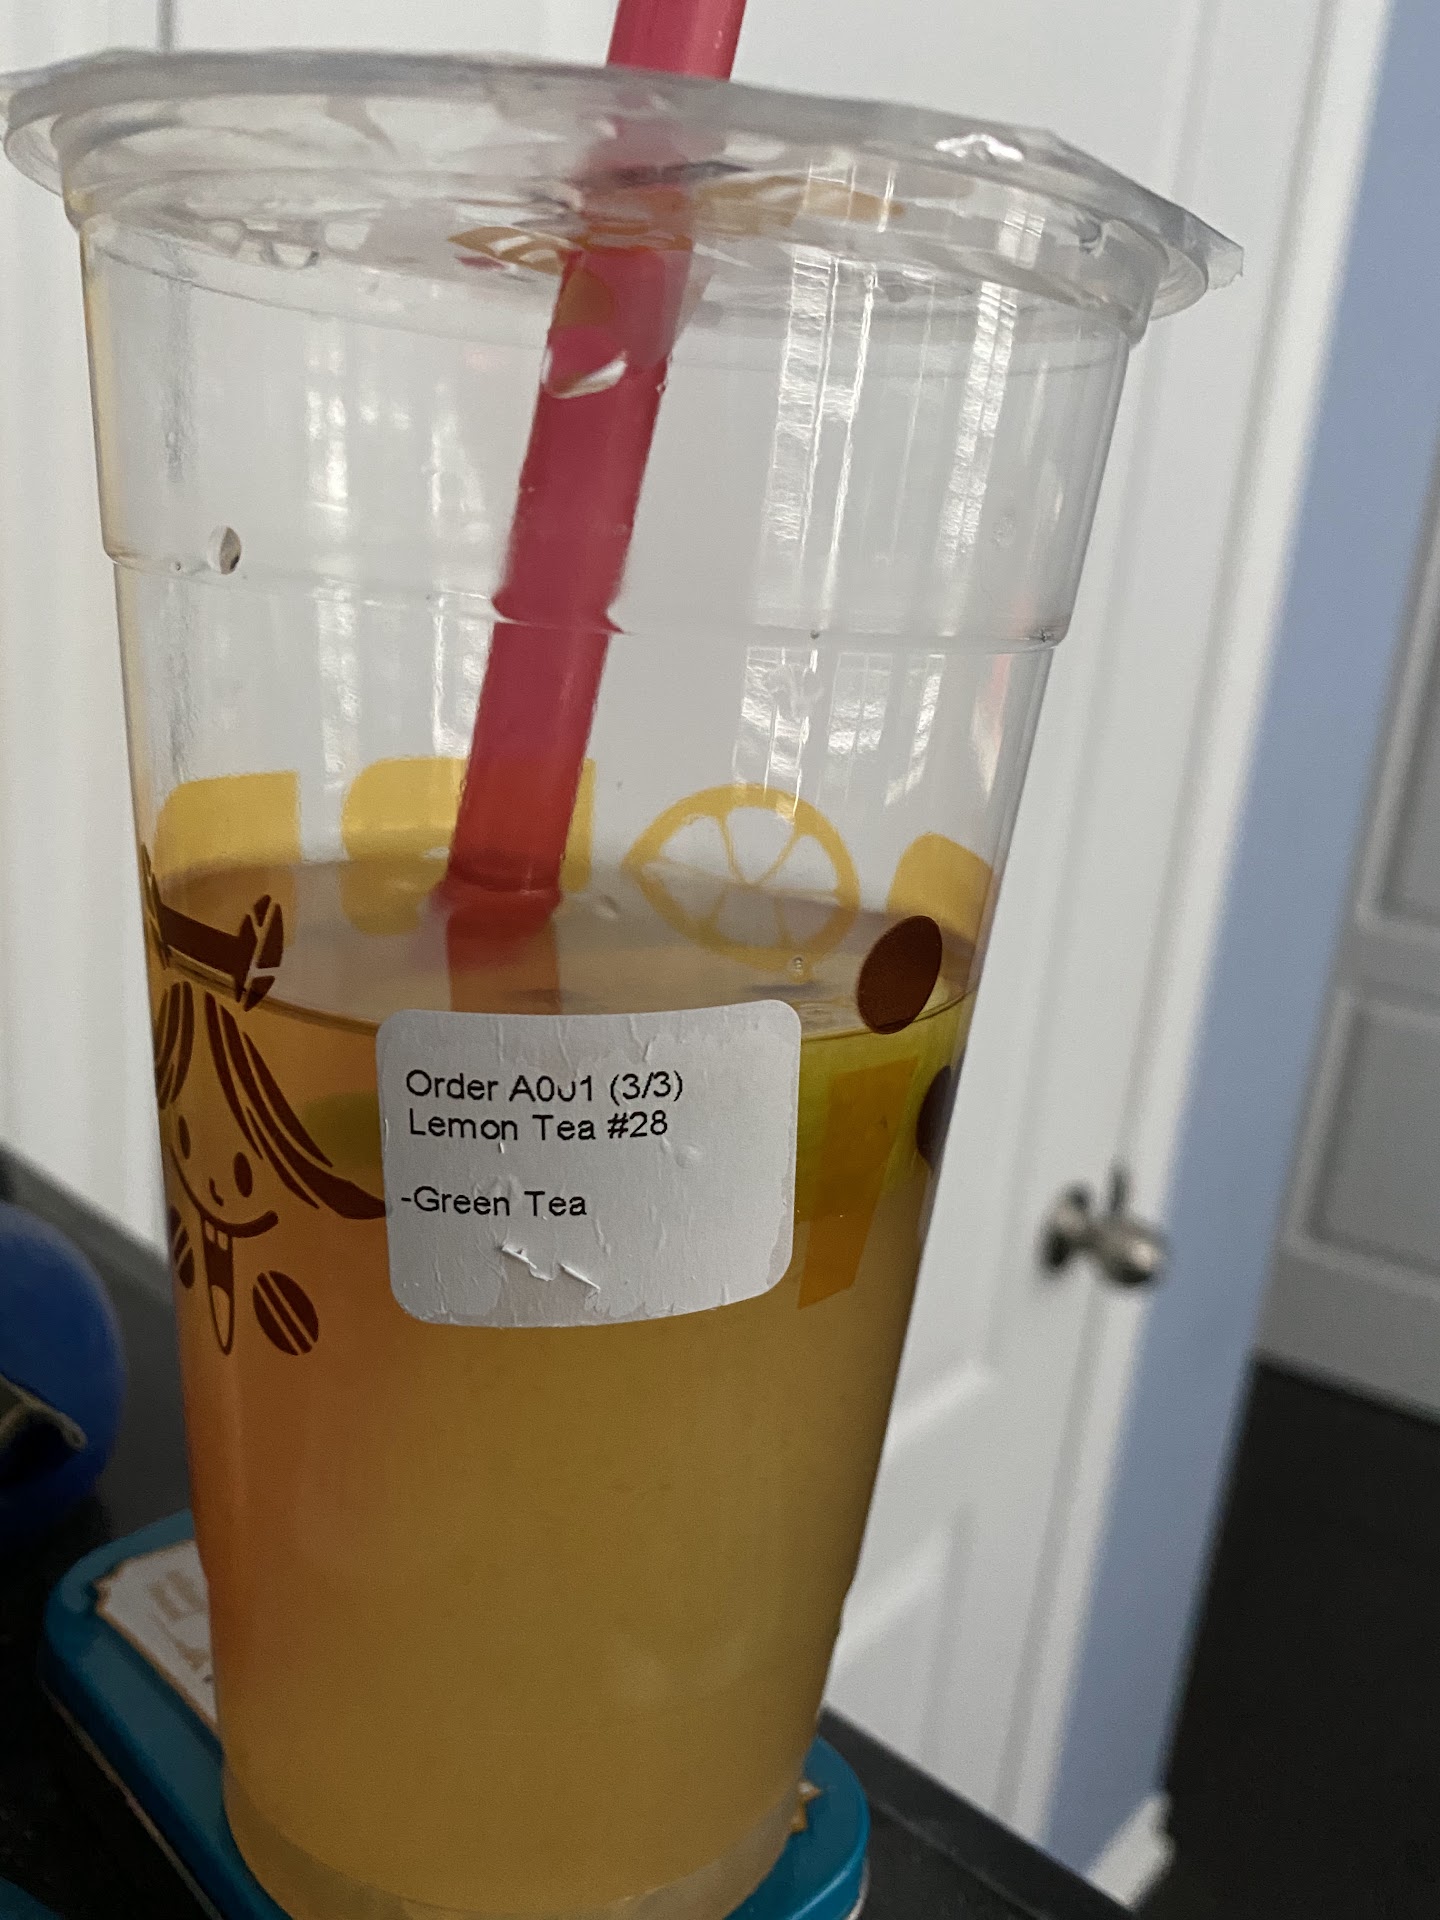 Order A001 (3/3)
Lemon Tea #28
-Green Tea